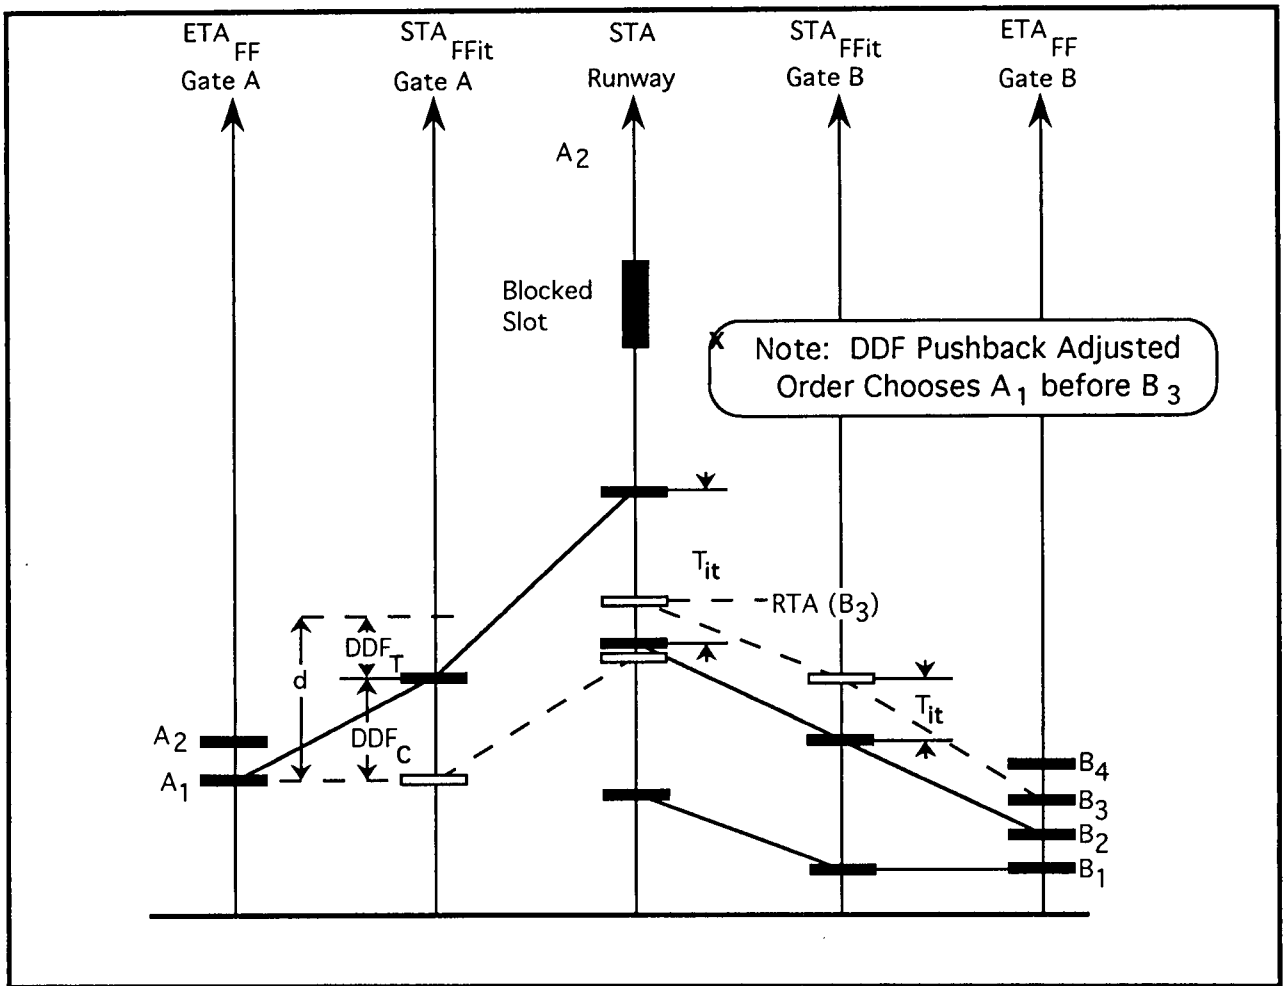 ETA FF
Gate A
STA FFit
Gate A
STA
Runway
STA FFit
Gate B
ETA FF
Gate B
A2
Blocked
Slot
x
Note: DDF Pushback Adjusted
Order Chooses A1 before B3
Tit
RTA (B3)
DDF T
d
Tit
A2
DDF C
A1
B4
B3
B2
B1